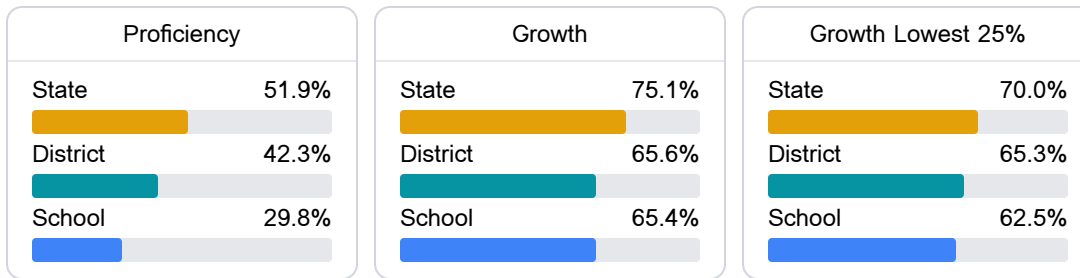 Proficiency
State 51.9%
District 42.3%
School 29.8%
Growth
State 75.1%
District 65.6%
School 65.4%
Growth Lowest 25%
State 70.0%
District 65.3%
School 62.5%